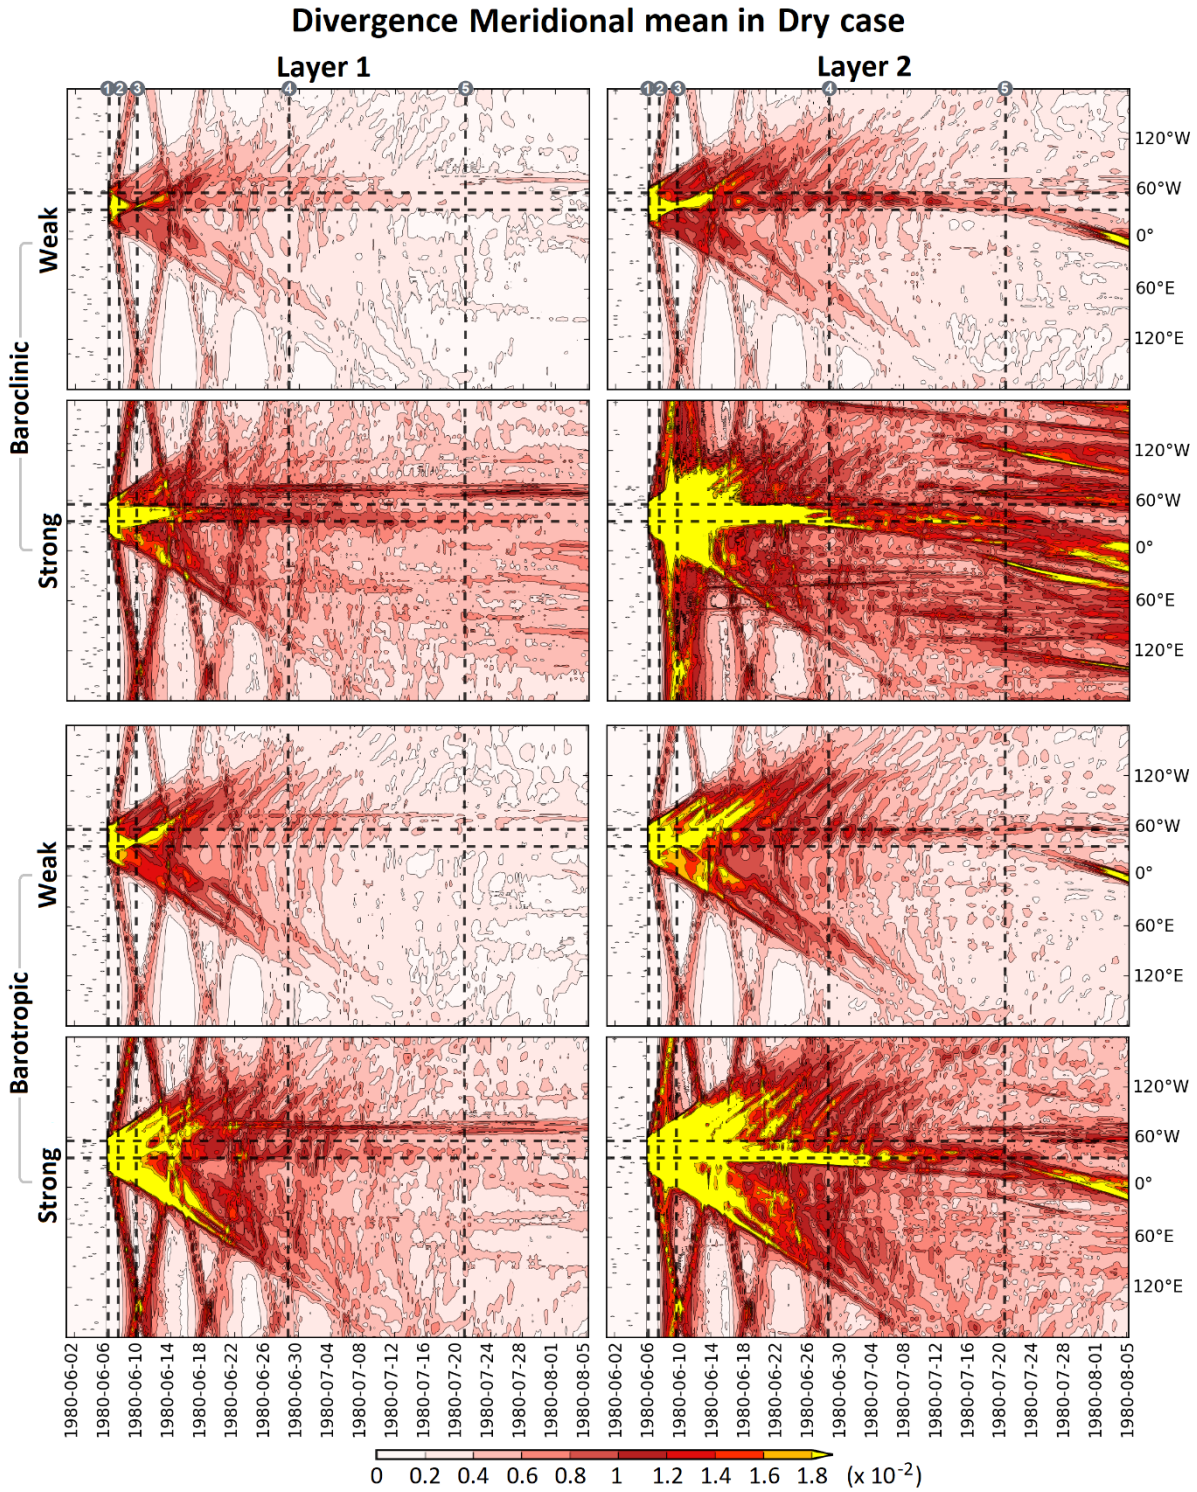 Divergence Meridional mean in Dry case
Layer 1
Layer 2
1 2 3 4 5
1 2 3 4 5
Baroclinic
Weak
120°W
60°W
0°
60°E
120°E
Strong
120°W
60°W
0°
60°E
120°E
Barotropic
Weak
120°W
60°W
0°
60°E
120°E
Strong
120°W
60°W
0°
60°E
120°E
1980-06-02
1980-06-06
1980-06-10
1980-06-14
1980-06-18
1980-06-22
1980-06-26
1980-06-30
1980-07-04
1980-07-08
1980-07-12
1980-07-16
1980-07-20
1980-07-24
1980-07-28
1980-08-01
1980-08-05
1980-06-02
1980-06-06
1980-06-10
1980-06-14
1980-06-18
1980-06-22
1980-06-26
1980-06-30
1980-07-04
1980-07-08
1980-07-12
1980-07-16
1980-07-20
1980-07-24
1980-07-28
1980-08-01
1980-08-05
0 0.2 0.4 0.6 0.8 1 1.2 1.4 1.6 1.8 (x 10⁻²)